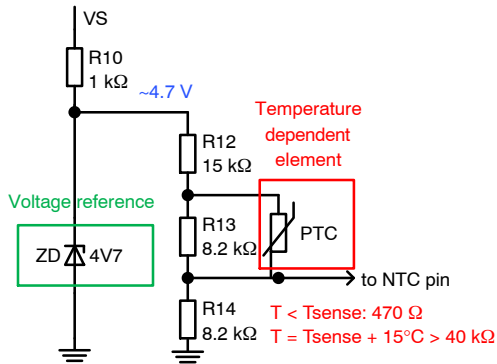 VS
R10
1 kΩ
~4.7 V
Temperature
dependent
element
R12
15 kΩ
Voltage reference
R13
8.2 kΩ
PTC
ZD
4V7
to NTC pin
R14
8.2 kΩ
T < Tsense: 470 Ω
T = Tsense + 15°C > 40 kΩ